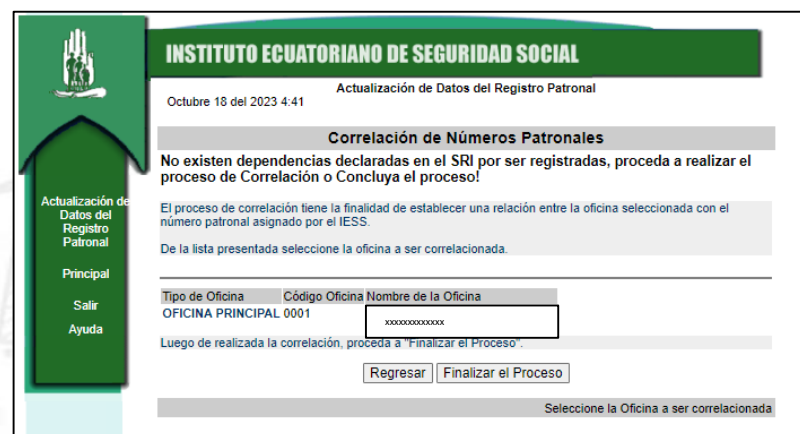 INSTITUTO ECUATORIANO DE SEGURIDAD SOCIAL
Actualización de Datos del Registro Patronal
Octubre 18 del 2023 4:41
Correlación de Números Patronales
No existen dependencias declaradas en el SRI por ser registradas, proceda a realizar el
proceso de Correlación o Concluya el proceso!
Actualización de
Datos del
Registro
Patronal
Principal
Salir
Ayuda
El proceso de correlación tiene la finalidad de establecer una relación entre la oficina seleccionada con el
número patronal asignado por el IESS.
De la lista presentada seleccione la oficina a ser correlacionada.
Tipo de Oficina Código Oficina Nombre de la Oficina
OFICINA PRINCIPAL 0001 xxxxxxxxxxxxx
Luego de realizada la correlación, proceda a "Finalizar el Proceso".
Regresar Finalizar el Proceso
Seleccione la Oficina a ser correlacionada